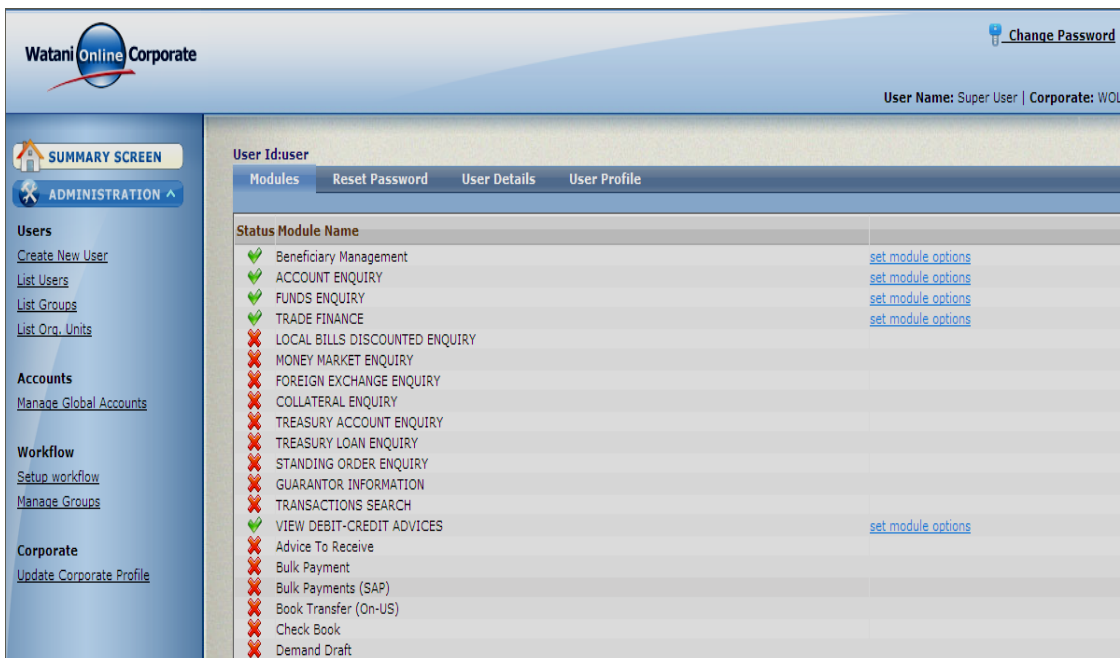 Watani Online Corporate
Change Password
User Name: Super User | Corporate: WOL
SUMMARY SCREEN
ADMINISTRATION ^
Users
Create New User
List Users
List Groups
List Org. Units
Accounts
Manage Global Accounts
Workflow
Setup workflow
Manage Groups
Corporate
Update Corporate Profile
User Id:user
Modules Reset Password User Details User Profile
Status Module Name
Beneficiary Management set module options
ACCOUNT ENQUIRY set module options
FUNDS ENQUIRY set module options
TRADE FINANCE set module options
LOCAL BILLS DISCOUNTED ENQUIRY
MONEY MARKET ENQUIRY
FOREIGN EXCHANGE ENQUIRY
COLLATERAL ENQUIRY
TREASURY ACCOUNT ENQUIRY
TREASURY LOAN ENQUIRY
STANDING ORDER ENQUIRY
GUARANTOR INFORMATION
TRANSACTIONS SEARCH
VIEW DEBIT-CREDIT ADVICES set module options
Advice To Receive
Bulk Payment
Bulk Payments (SAP)
Book Transfer (On-US)
Check Book
Demand Draft